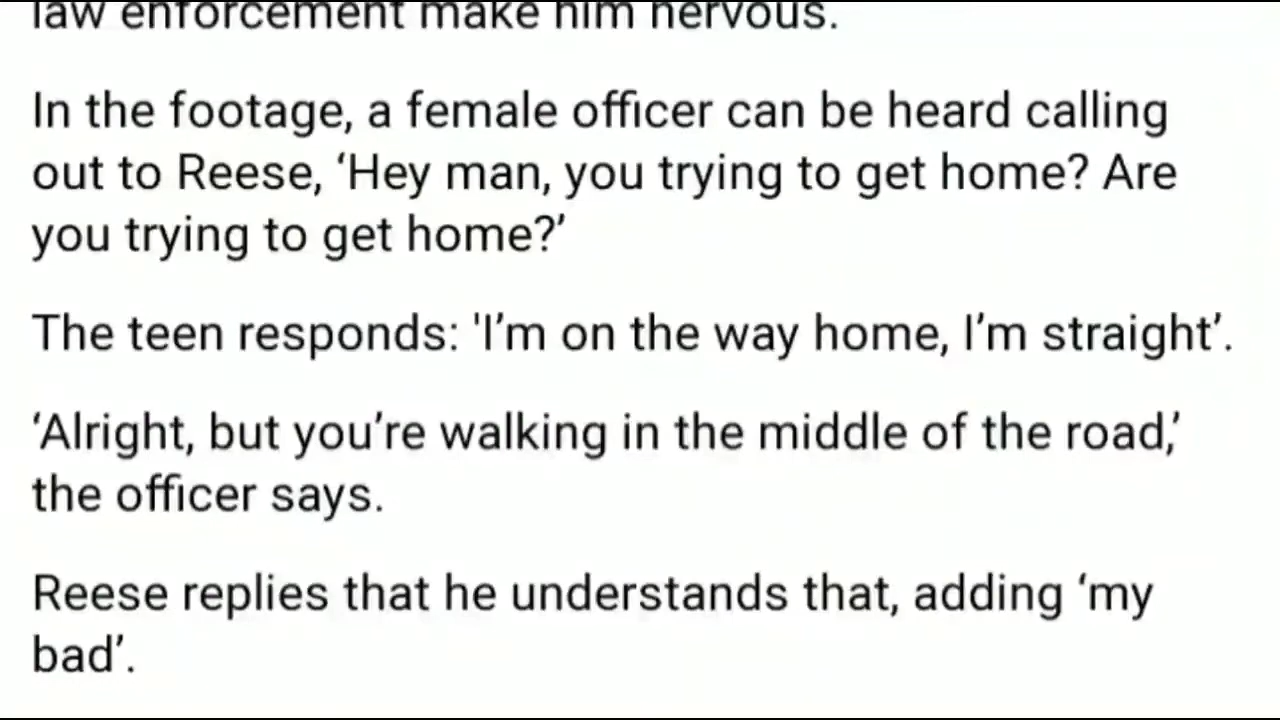 law enforcement make him nervous.
In the footage, a female officer can be heard calling
out to Reese, ‘Hey man, you trying to get home? Are
you trying to get home?’
The teen responds: 'I’m on the way home, I’m straight’.
‘Alright, but you’re walking in the middle of the road,’
the officer says.
Reese replies that he understands that, adding ‘my
bad’.